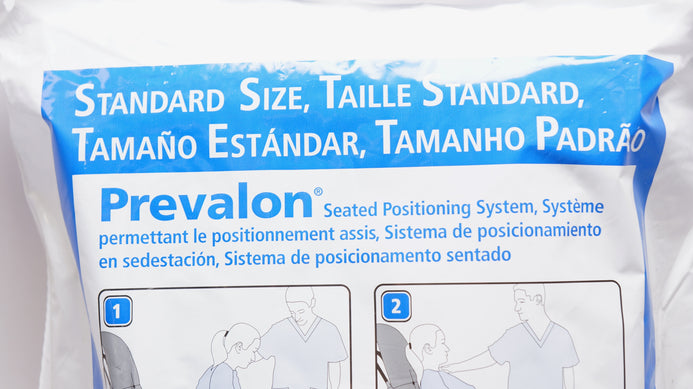 STANDARD SIZE, TAILLE STANDARD,
TAMAÑO ESTÁNDAR, TAMANHO PADRÃO
Prevalon® Seated Positioning System, Système
permettant le positionnement assis, Sistema de posicionamiento
en sedestación, Sistema de posicionamento sentado
1 2